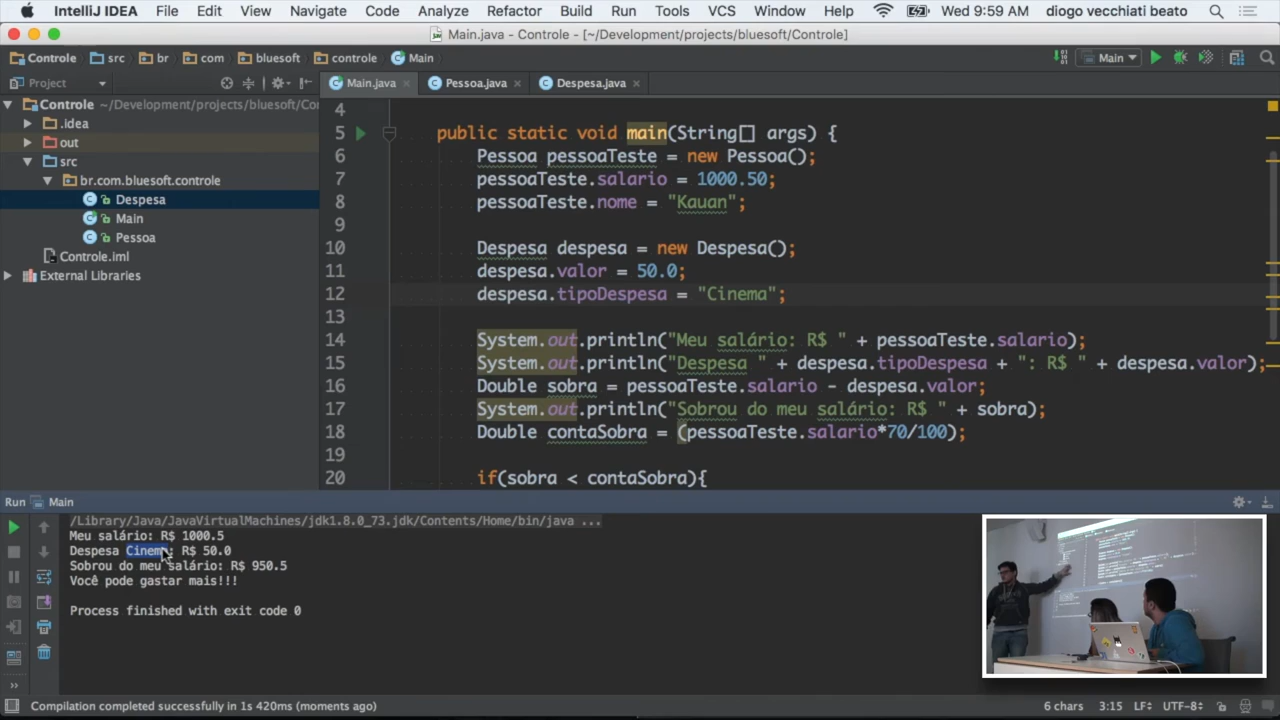 IntelliJ IDEA File Edit View Navigate Code Analyze Refactor Build Run Tools VCS Window Help Wed 9:59 AM diogo vecchiati beato
Main.java - Controle - [~/Development/projects/bluesoft/Controle]
Controle src br com bluesoft controle Main Main
Project Main.java Pessoa.java Despesa.java
Controle ~/Development/projects/bluesoft/Co
.idea
out
src
br.com.bluesoft.controle
Despesa
Main
Pessoa
Controle.iml
External Libraries
4
5 public static void main(String[] args) {
6 Pessoa pessoaTeste = new Pessoa();
7 pessoaTeste.salario = 1000.50;
8 pessoaTeste.nome = "Kauan";
9
10 Despesa despesa = new Despesa();
11 despesa.valor = 50.0;
12 despesa.tipoDespesa = "Cinema";
13
14 System.out.println("Meu salário: R$ " + pessoaTeste.salario);
15 System.out.println("Despesa " + despesa.tipoDespesa + ": R$ " + despesa.valor);
16 Double sobra = pessoaTeste.salario - despesa.valor;
17 System.out.println("Sobrou do meu salário: R$ " + sobra);
18 Double contaSobra = (pessoaTeste.salario*70/100);
19
20 if(sobra < contaSobra){
Run Main
/Library/Java/JavaVirtualMachines/jdk1.8.0_73.jdk/Contents/Home/bin/java ...
Meu salário: R$ 1000.5
Despesa Cinema: R$ 50.0
Sobrou do meu salário: R$ 950.5
Você pode gastar mais!!!
Process finished with exit code 0
Compilation completed successfully in 1s 420ms (moments ago) 6 chars 3:15 LF÷ UTF-8÷